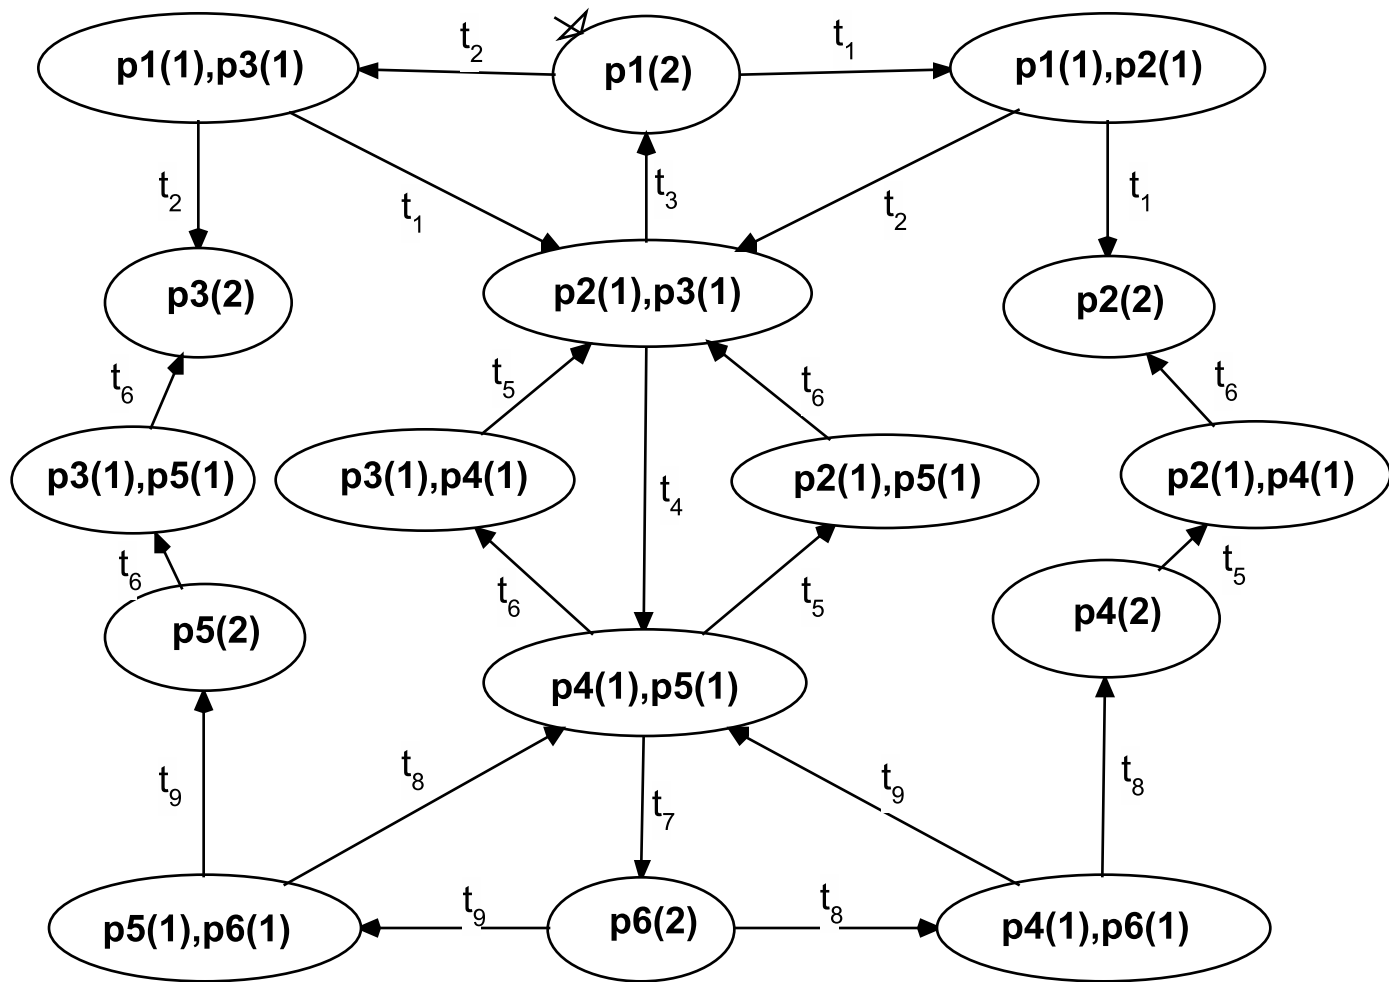 p1(1),p3(1)
t2
p1(2)
t1
p1(1),p2(1)
t2
t1
t3
t2
t1
p3(2)
p2(1),p3(1)
p2(2)
t6
t5
t6
t6
p3(1),p5(1)
p3(1),p4(1)
t4
p2(1),p5(1)
p2(1),p4(1)
t6
t6
t5
t5
p5(2)
p4(2)
p4(1),p5(1)
t9
t8
t7
t9
t8
p5(1),p6(1)
t9
p6(2)
t8
p4(1),p6(1)